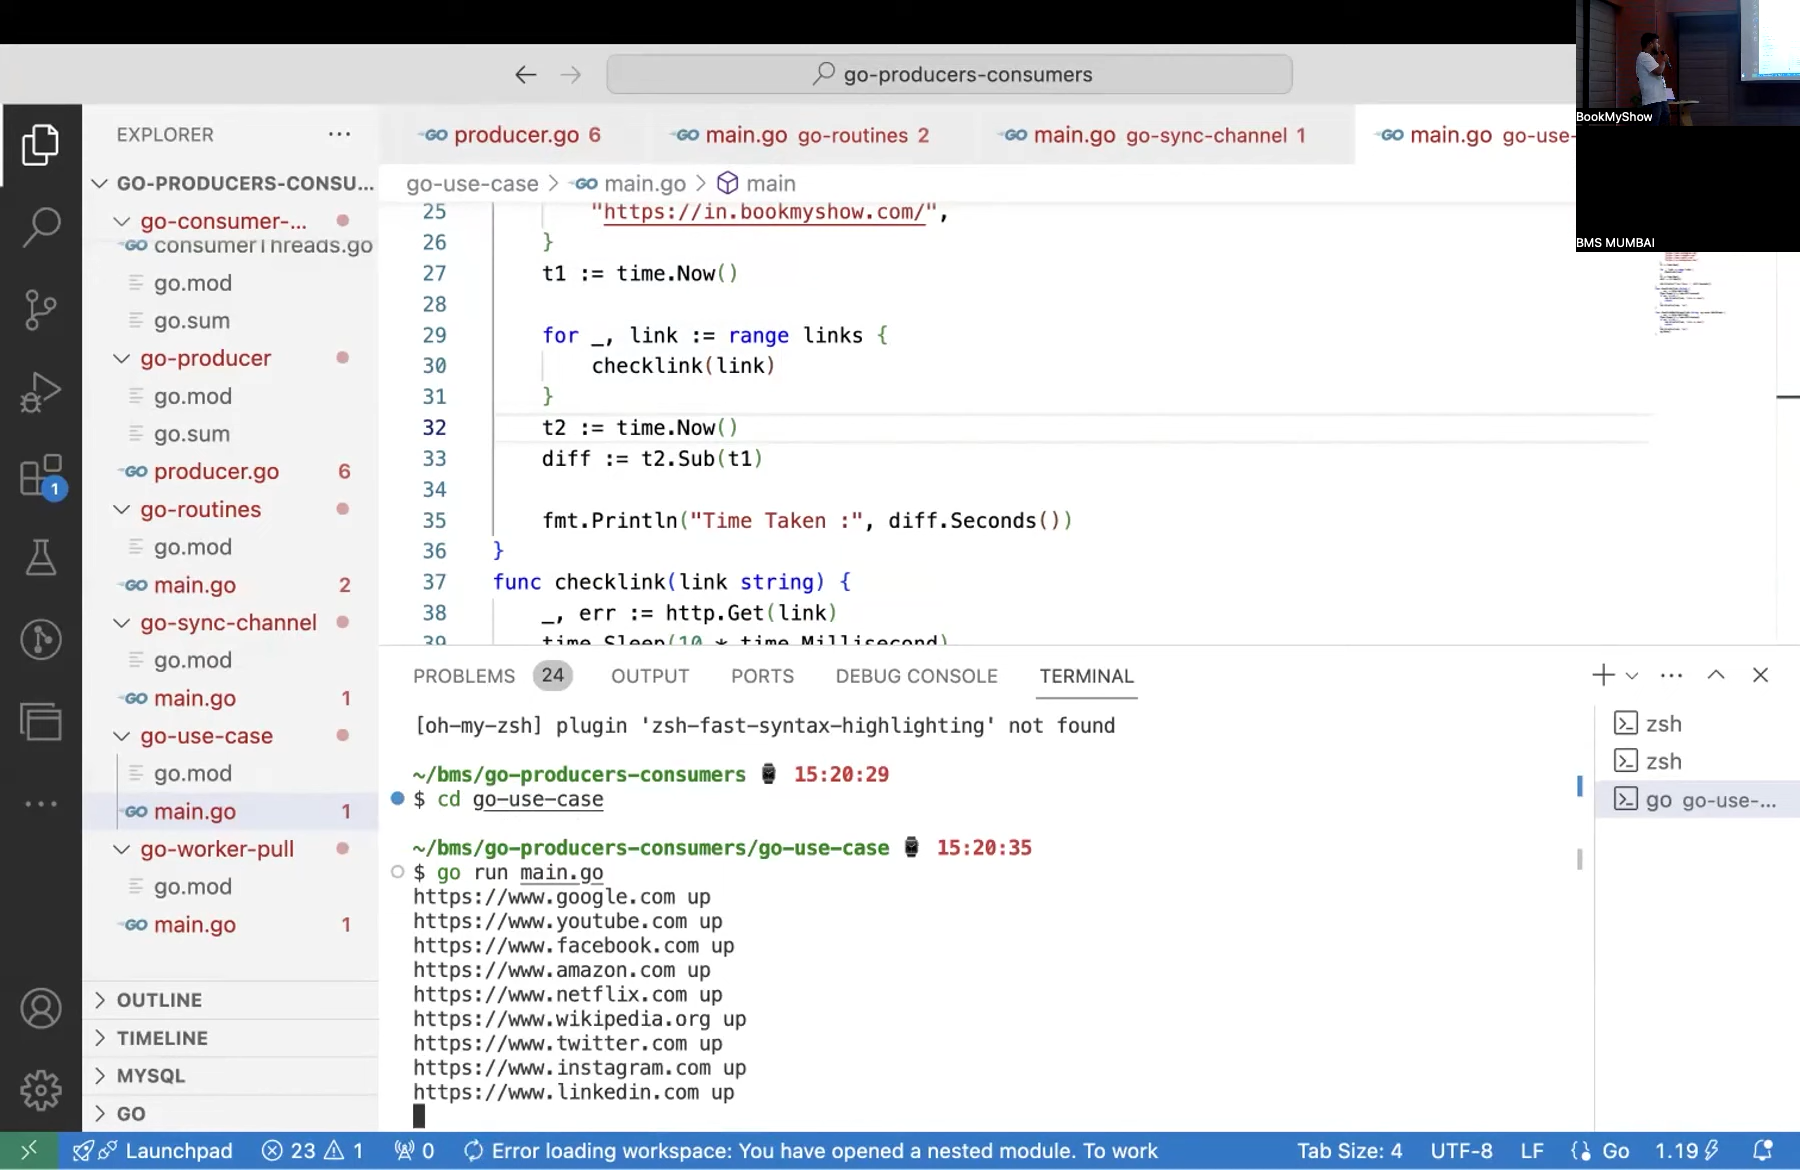 go-producers-consumers
BookMyShow
BMS MUMBAI
EXPLORER
GO-PRODUCERS-CONSU...
go-consumer-...
consumerThreads.go
go.mod
go.sum
go-producer
go.mod
go.sum
producer.go 6
go-routines
go.mod
main.go 2
go-sync-channel
go.mod
main.go 1
go-use-case
go.mod
main.go 1
go-worker-pull
go.mod
main.go 1
OUTLINE
TIMELINE
MYSQL
GO
1
GO producer.go 6
GO main.go go-routines 2
GO main.go go-sync-channel 1
GO main.go go-use-
go-use-case > GO main.go > main
25 "https://in.bookmyshow.com/",
26 }
27 t1 := time.Now()
28
29 for _, link := range links {
30 checklink(link)
31 }
32 t2 := time.Now()
33 diff := t2.Sub(t1)
34
35 fmt.Println("Time Taken :", diff.Seconds())
36 }
37 func checklink(link string) {
38 _, err := http.Get(link)
39 time.Sleep(10 * time.Millisecond)
PROBLEMS 24 OUTPUT PORTS DEBUG CONSOLE TERMINAL
[oh-my-zsh] plugin 'zsh-fast-syntax-highlighting' not found
~/bms/go-producers-consumers 15:20:29
$ cd go-use-case
~/bms/go-producers-consumers/go-use-case 15:20:35
$ go run main.go
https://www.google.com up
https://www.youtube.com up
https://www.facebook.com up
https://www.amazon.com up
https://www.netflix.com up
https://www.wikipedia.org up
https://www.twitter.com up
https://www.instagram.com up
https://www.linkedin.com up
zsh
zsh
go go-use-...
Launchpad 23 1 0 Error loading workspace: You have opened a nested module. To work Tab Size: 4 UTF-8 LF Go 1.19